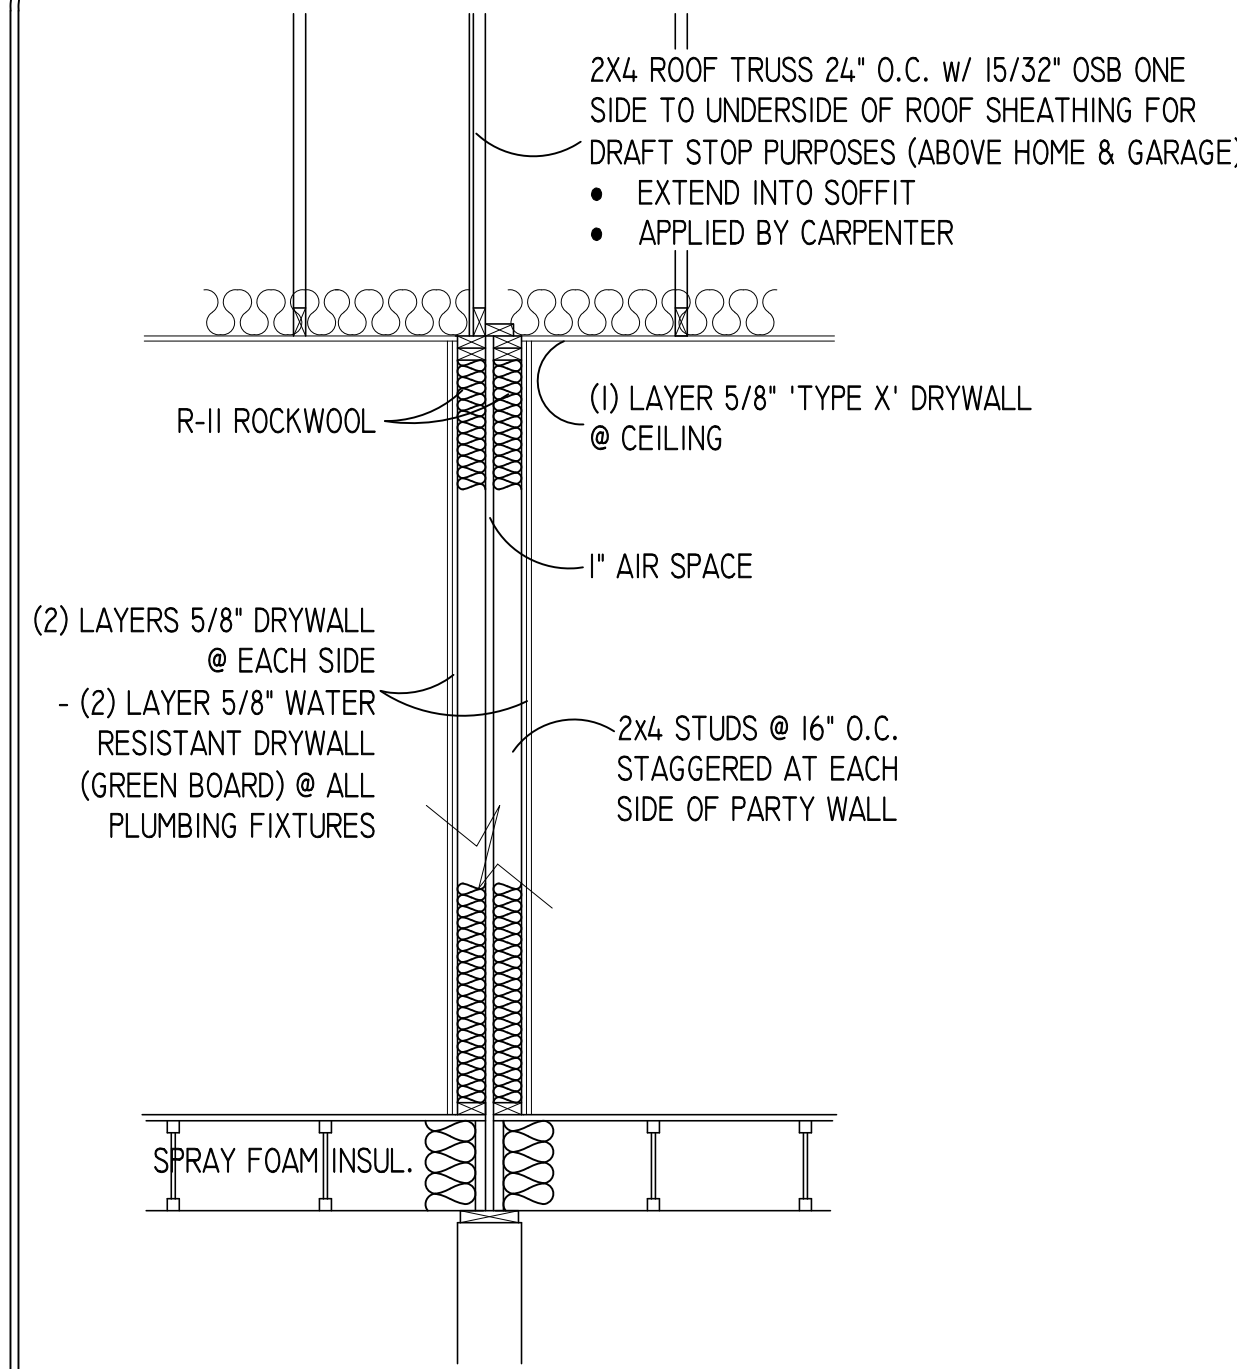 2X4 ROOF TRUSS 24" O.C. W/ 15/32" OSB ONE
SIDE TO UNDERSIDE OF ROOF SHEATHING FOR
DRAFT STOP PURPOSES (ABOVE HOME & GARAGE)
• EXTEND INTO SOFFIT
• APPLIED BY CARPENTER
R-11 ROCKWOOL
(1) LAYER 5/8" 'TYPE X' DRYWALL
@ CEILING
1" AIR SPACE
(2) LAYERS 5/8" DRYWALL
@ EACH SIDE
- (2) LAYER 5/8" WATER
RESISTANT DRYWALL
(GREEN BOARD) @ ALL
PLUMBING FIXTURES
2x4 STUDS @ 16" O.C.
STAGGERED AT EACH
SIDE OF PARTY WALL
SPRAY FOAM INSUL.